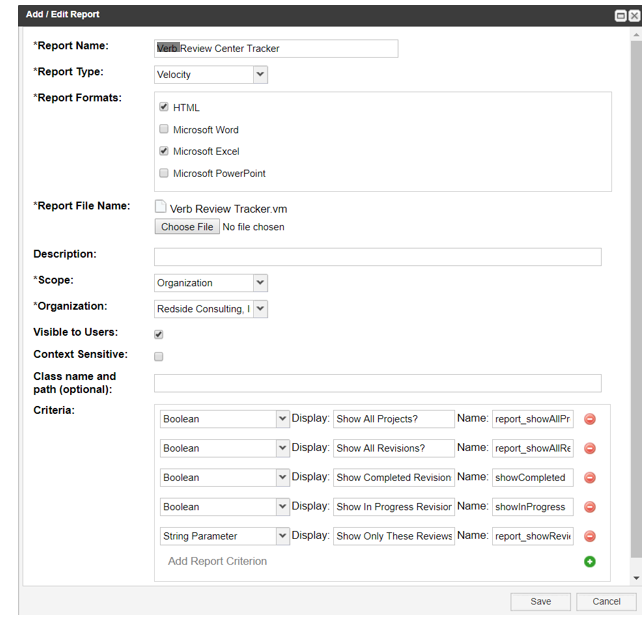 Add / Edit Report
*Report Name: Verb Review Center Tracker
*Report Type: Velocity
*Report Formats:
HTML
Microsoft Word
Microsoft Excel
Microsoft PowerPoint
*Report File Name: Verb Review Tracker.vm
Choose File No file chosen
Description:
*Scope: Organization
*Organization: Redside Consulting, I
Visible to Users:
Context Sensitive:
Class name and
path (optional):
Criteria:
Boolean Display: Show All Projects? Name: report_showAllPr
Boolean Display: Show All Revisions? Name: report_showAllRe
Boolean Display: Show Completed Revision Name: showCompleted
Boolean Display: Show In Progress Revisior Name: showInProgress
String Parameter Display: Show Only These Reviews Name: report_showRevi
Add Report Criterion
Save Cancel